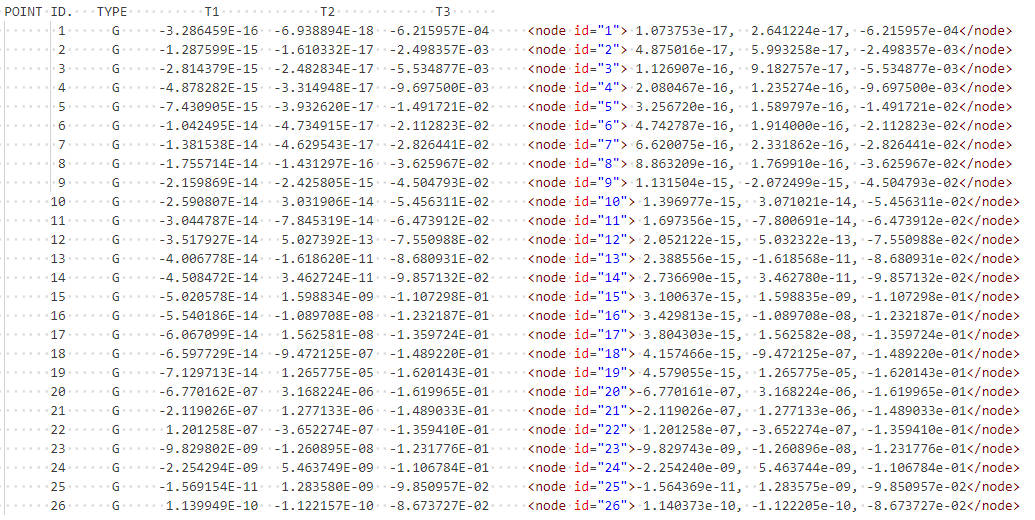 POINT ID. TYPE T1 T2 T3
1 G -3.286459E-16 -6.938894E-18 -6.215957E-04 <node id="1"> 1.073753e-17, 2.641224e-17, -6.215957e-04</node>
2 G -1.287599E-15 -1.610332E-17 -2.498357E-03 <node id="2"> 4.875016e-17, 5.993258e-17, -2.498357e-03</node>
3 G -2.814379E-15 -2.482834E-17 -5.534877E-03 <node id="3"> 1.126907e-16, 9.182757e-17, -5.534877e-03</node>
4 G -4.878282E-15 -3.314948E-17 -9.697500E-03 <node id="4"> 2.080467e-16, 1.235274e-16, -9.697500e-03</node>
5 G -7.430905E-15 -3.932620E-17 -1.491721E-02 <node id="5"> 3.256720e-16, 1.589797e-16, -1.491721e-02</node>
6 G -1.042495E-14 -4.734915E-17 -2.112823E-02 <node id="6"> 4.742787e-16, 1.914000e-16, -2.112823e-02</node>
7 G -1.381538E-14 -4.629543E-17 -2.826441E-02 <node id="7"> 6.620075e-16, 2.331862e-16, -2.826441e-02</node>
8 G -1.755714E-14 -1.431297E-16 -3.625967E-02 <node id="8"> 8.863209e-16, 1.769910e-16, -3.625967e-02</node>
9 G -2.159869E-14 -2.425805E-15 -4.504793E-02 <node id="9"> 1.131504e-15, -2.072499e-15, -4.504793e-02</node>
10 G -2.590807E-14 3.031906E-14 -5.456311E-02 <node id="10"> 1.396977e-15, 3.071021e-14, -5.456311e-02</node>
11 G -3.044787E-14 -7.845319E-14 -6.473912E-02 <node id="11"> 1.697356e-15, -7.800691e-14, -6.473912e-02</node>
12 G -3.517927E-14 5.027392E-13 -7.550988E-02 <node id="12"> 2.052122e-15, 5.032322e-13, -7.550988e-02</node>
13 G -4.006778E-14 -1.618620E-11 -8.680931E-02 <node id="13"> 2.388556e-15, -1.618568e-11, -8.680931e-02</node>
14 G -4.508472E-14 3.462724E-11 -9.857132E-02 <node id="14"> 2.736690e-15, 3.462780e-11, -9.857132e-02</node>
15 G -5.020578E-14 1.598834E-09 -1.107298E-01 <node id="15"> 3.100637e-15, 1.598835e-09, -1.107298e-01</node>
16 G -5.540186E-14 -1.089708E-08 -1.232187E-01 <node id="16"> 3.429813e-15, -1.089708e-08, -1.232187e-01</node>
17 G -6.067099E-14 1.562581E-08 -1.359724E-01 <node id="17"> 3.804303e-15, 1.562582e-08, -1.359724e-01</node>
18 G -6.597729E-14 -9.472125E-07 -1.489220E-01 <node id="18"> 4.157466e-15, -9.472125e-07, -1.489220e-01</node>
19 G -7.129713E-14 1.265775E-05 -1.620143E-01 <node id="19"> 4.579055e-15, 1.265775e-05, -1.620143e-01</node>
20 G -6.770162E-07 3.168224E-06 -1.619965E-01 <node id="20">-6.770161e-07, 3.168224e-06, -1.619965e-01</node>
21 G -2.119026E-07 1.277133E-06 -1.489033E-01 <node id="21">-2.119026e-07, 1.277133e-06, -1.489033e-01</node>
22 G 1.201258E-07 -3.652274E-07 -1.359410E-01 <node id="22"> 1.201258e-07, -3.652274e-07, -1.359410e-01</node>
23 G -9.829802E-09 -1.260895E-08 -1.231776E-01 <node id="23">-9.829743e-09, -1.260896e-08, -1.231776e-01</node>
24 G -2.254294E-09 5.463749E-09 -1.106784E-01 <node id="24">-2.254240e-09, 5.463744e-09, -1.106784e-01</node>
25 G -1.569154E-11 1.283580E-09 -9.850957E-02 <node id="25">-1.564369e-11, 1.283575e-09, -9.850957e-02</node>
26 G 1.139949E-10 -1.122157E-10 -8.673727E-02 <node id="26"> 1.140373e-10, -1.122205e-10, -8.673727e-02</node>